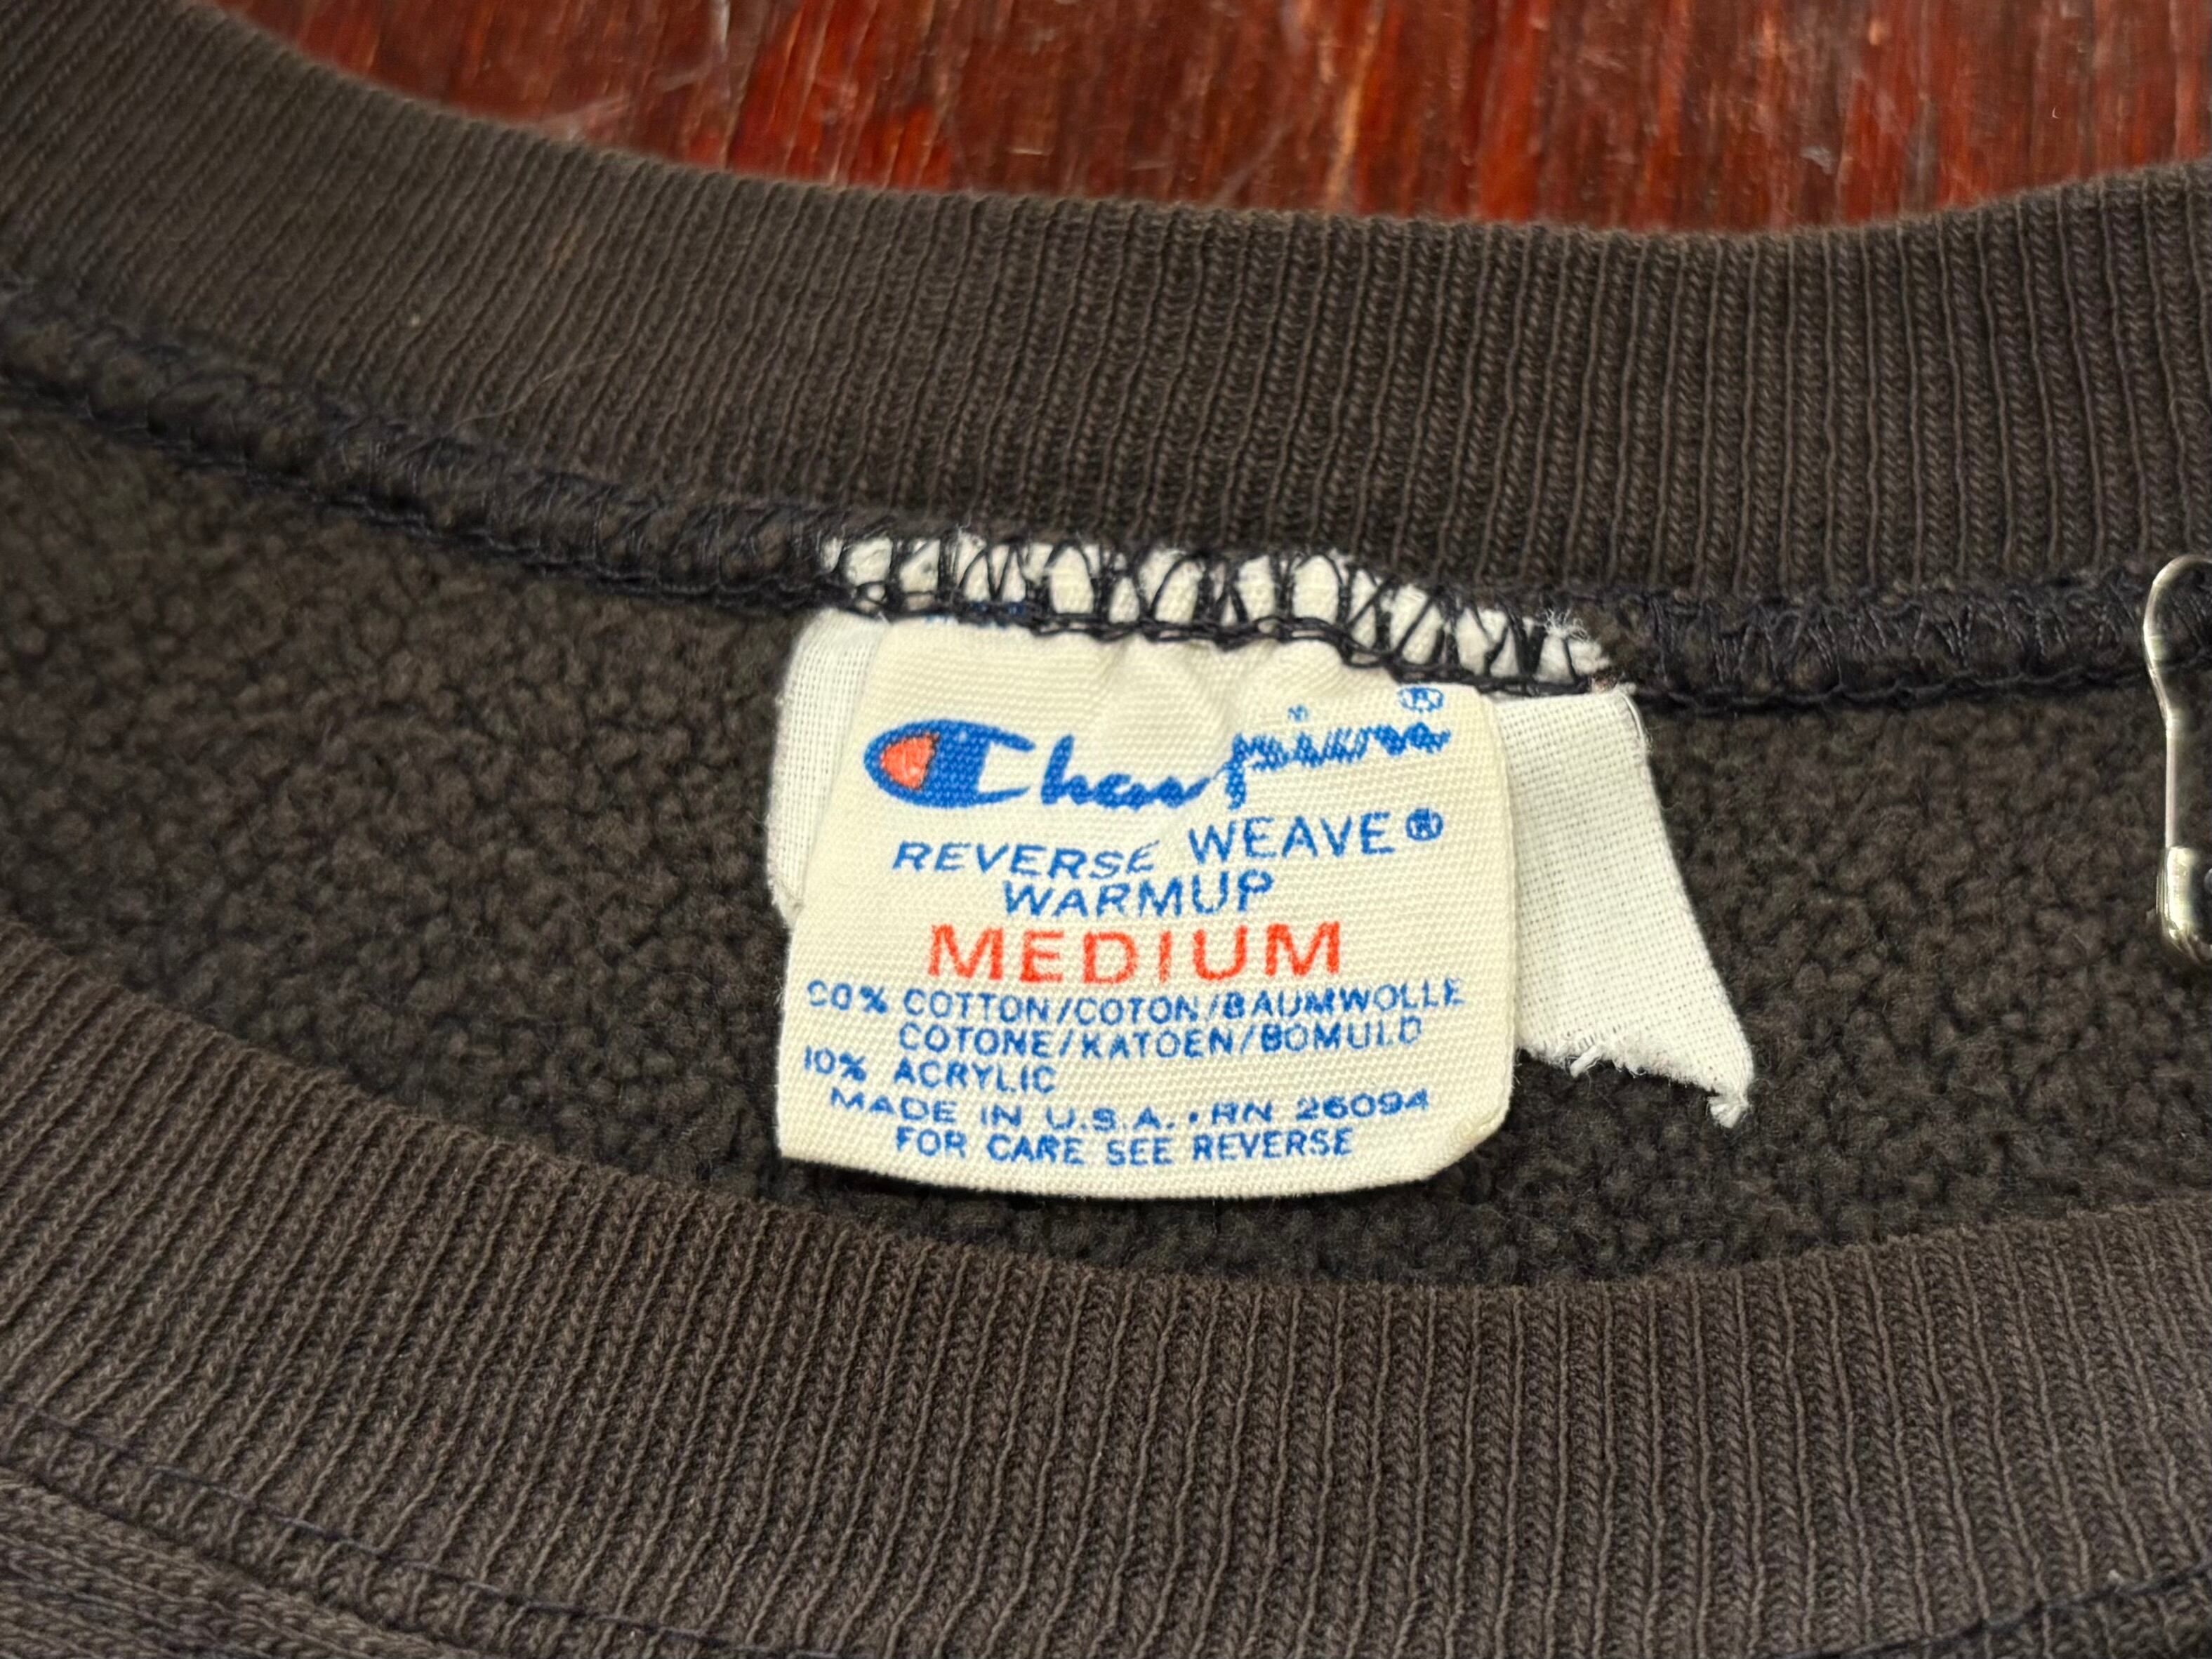 Champion®
REVERSE WEAVE®
WARMUP
MEDIUM
90% COTTON/COTON/BAUMWOLLE
COTONE/KATOEN/BOMULD
10% ACRYLIC
MADE IN U.S.A. • RN 26094
FOR CARE SEE REVERSE